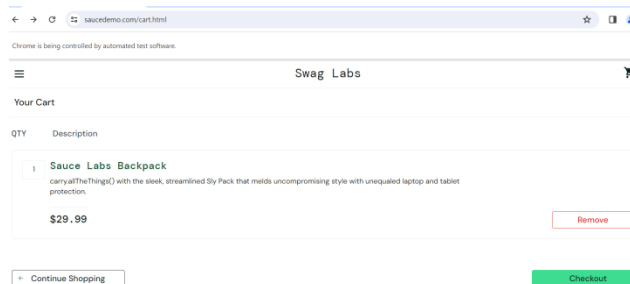 saucedemo.com/cart.html
Chrome is being controlled by automated test software.
Swag Labs
Your Cart
QTY Description
1 Sauce Labs Backpack
carry.allTheThings() with the sleek, streamlined Sly Pack that melds uncompromising style with unequaled laptop and tablet
protection.
$29.99
Remove
← Continue Shopping
Checkout